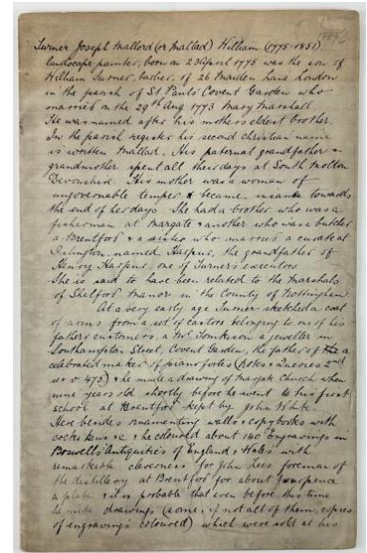 Turner Joseph Mallord (or Mallad) William (1775-1851)
landscape painter, born on 23 April 1775 was the son of
William Turner, barber, of 26 Maiden Lane London
in the parish of St Pauls Covent Garden who
married on the 29th Aug 1773 Mary Marshall.
He was named after his mother's eldest brother.
In the parish register his second christian name
is written Mallad. His paternal grandfather &
grandmother spent all their days at South Molton
Devonshire. His mother was a woman of
ungovernable temper & became insane towards
the end of her days. She had a brother who was a
fisherman at Margate & another who was a butcher
a Brentford & a sister who married a curate at
Islington named Harpur, the grandfather of
Henry Harpur one of Turner's executors
She is said to have been related to the Marshalls
of Shelford Manor in the County of Nottingham
At a very early age Turner sketched a coat
of arms from a set of castors belonging to one of his
father's customers, a Mr Tomkison a jeweller in
Southampton Street, Covent Garden, the father of the a
celebrated maker of pianofortes (Notes & Queries 2nd
ser v 475) & he made a drawing of Margate Church when
nine years old shortly before he went to his first
school at Brentford kept by John White
Here besides ornamenting walls & copybooks with
cocks & hens &c &c he coloured about 140 Engravings in
Boswell's Antiquities of England & Wales with
remarkable cleverness for John Lees foreman of
the distillery at Brentford for about fourpence
a plate & it is probable that even before this time
he made drawings (some, if not all of them, copies
of engravings coloured) which were sold at his